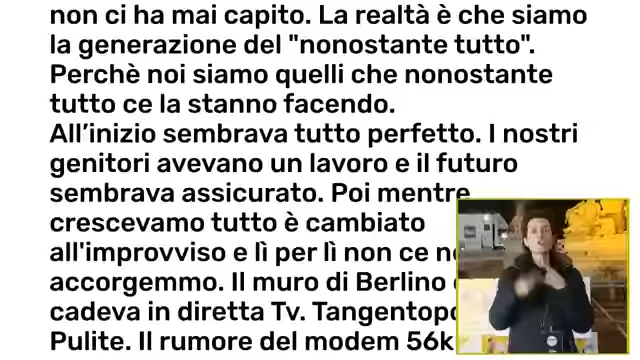 non ci ha mai capito. La realtà è che siamo
la generazione del "nonostante tutto".
Perchè noi siamo quelli che nonostante
tutto ce la stanno facendo.
All’inizio sembrava tutto perfetto. I nostri
genitori avevano un lavoro e il futuro
sembrava assicurato. Poi mentre
crescevamo tutto è cambiato
all'improvviso e lì per lì non ce
accorgemmo. Il muro di Berlino
cadeva in diretta Tv.
Pulite. Il rumore del modem 56k